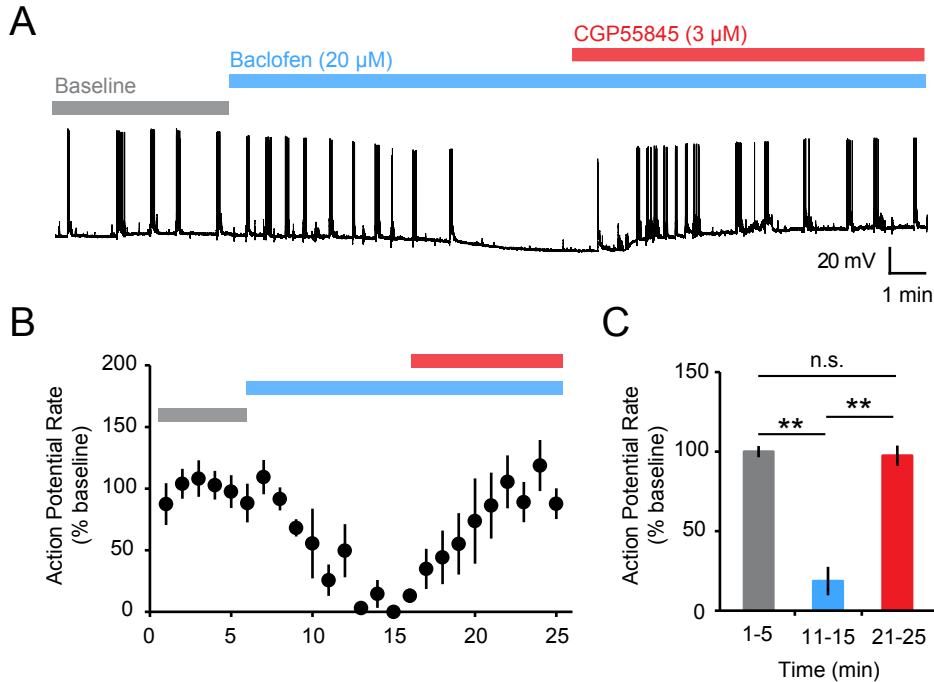 A
CGP55845 (3 µM)
Baclofen (20 µM)
Baseline
20 mV
1 min
B
200
150
100
50
0
Action Potential Rate
(% baseline)
0 5 10 15 20 25
C
n.s.
** **
150
100
50
0
Action Potential Rate
(% baseline)
1-5 11-15 21-25
Time (min)